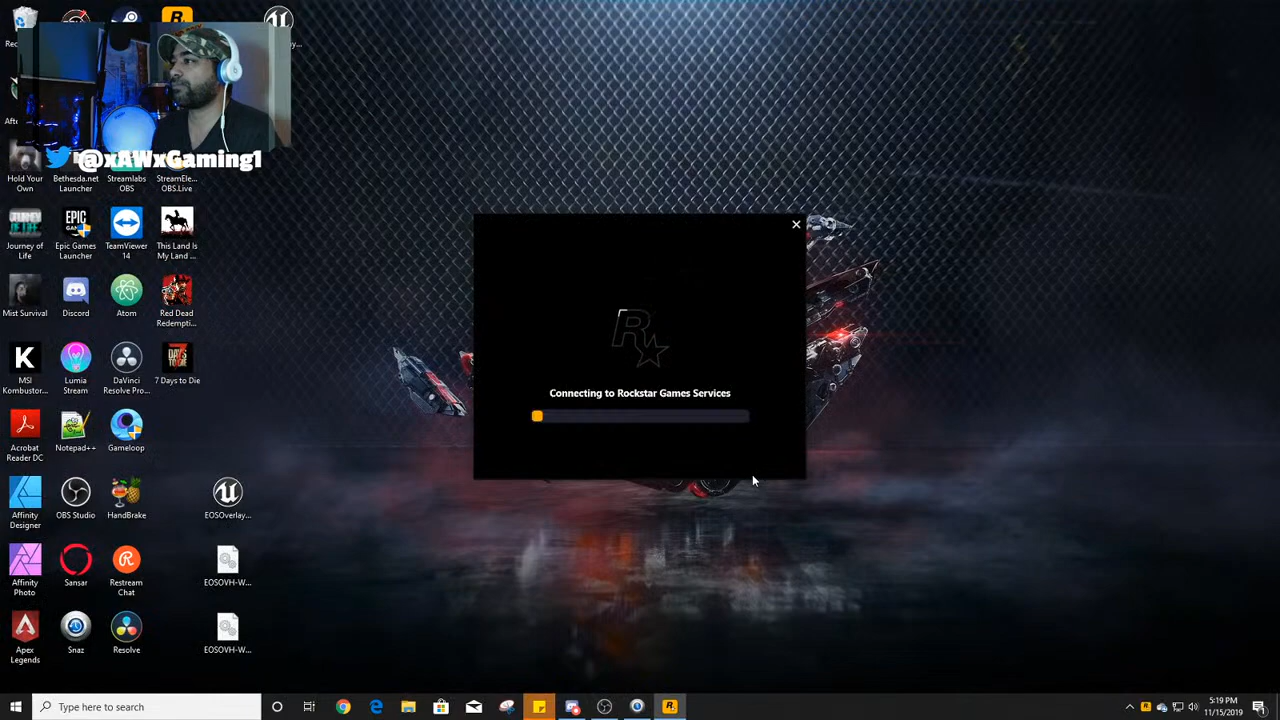 @xAWxGaming1
Hold Your
Own
Bethesda.net
Launcher
Streamlabs
OBS
StreamEle...
OBS.Live
Journey of
Life
EPIC
Epic Games
Launcher
TeamViewer
14
This Land Is
My Land ...
Mist Survival
Discord
Atom
Red Dead
Redempti...
K
MSI
Kombustor...
Lumia
Stream
DaVinci
Resolve Pro...
7 Days to Die
Acrobat
Reader DC
Notepad++
Gameloop
Affinity
Designer
OBS Studio
HandBrake
EOSOverlay...
Affinity
Photo
Sansar
Restream
Chat
EOSOVH-W...
Apex
Legends
Snaz
Resolve
EOSOVH-W...
Connecting to Rockstar Games Services
Type here to search
5:19 PM
11/15/2019